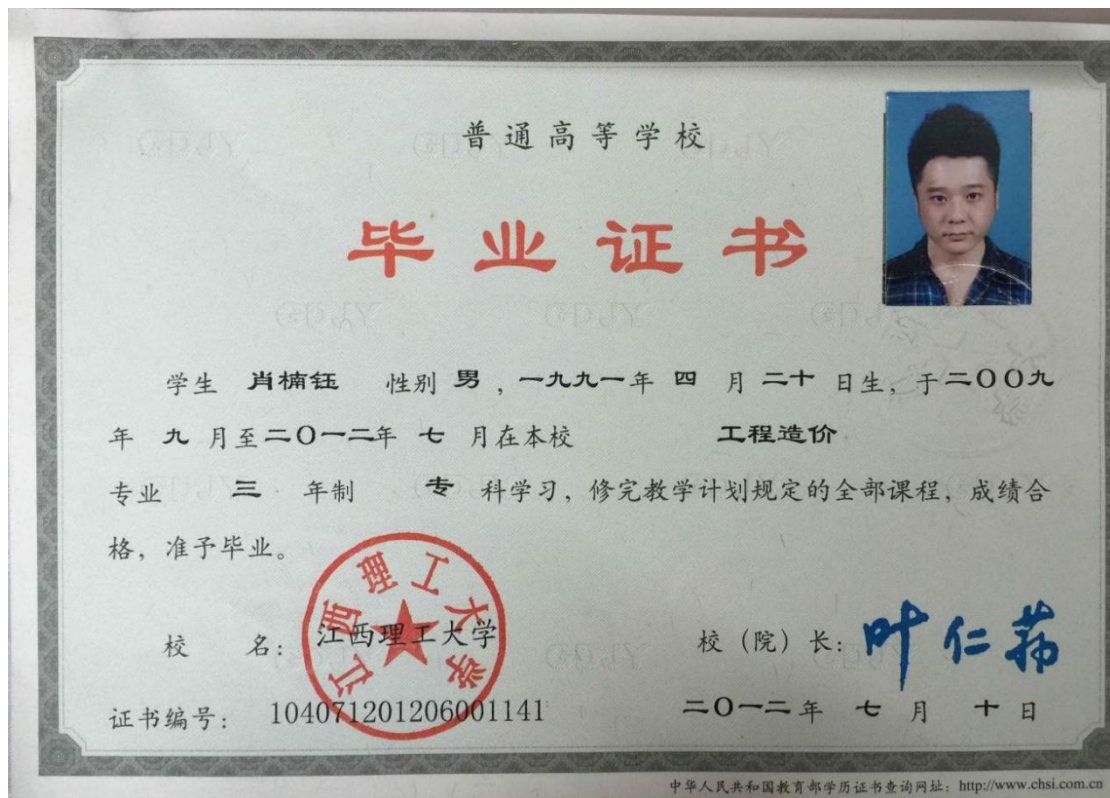 普通高等学校
毕业证书
学生 肖楠钰 性别 男，一九九一年 四 月 二十 日生，于二〇〇九
年 九 月至二〇一二年 七 月在本校 工程造价
专业 三 年制 专 科学习，修完教学计划规定的全部课程，成绩合
格，准予毕业。
江西理工大学
校 名：江西理工大学 校（院）长：叶仁荪
证书编号：104071201206001141 二〇一二年 七 月 十 日
中华人民共和国教育部学历证书查询网址：http://www.chsi.com.cn